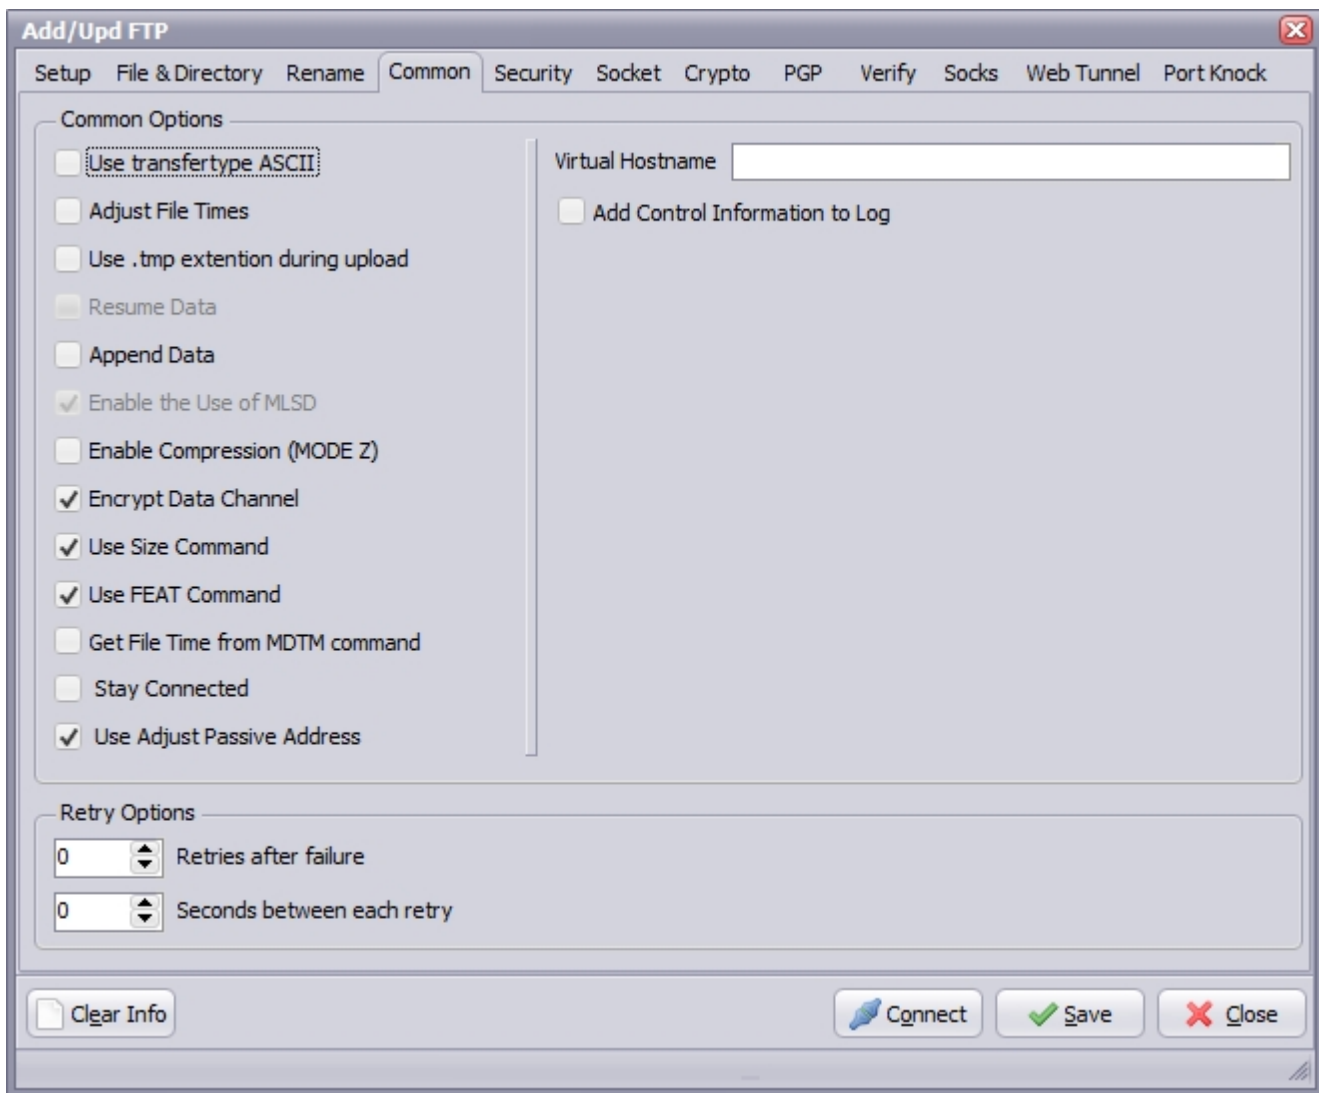 Add/Upd FTP
Setup File & Directory Rename Common Security Socket Crypto PGP Verify Socks Web Tunnel Port Knock
Common Options
Use transfertype ASCII
Adjust File Times
Use .tmp extention during upload
Resume Data
Append Data
Enable the Use of MLSD
Enable Compression (MODE Z)
Encrypt Data Channel
Use Size Command
Use FEAT Command
Get File Time from MDTM command
Stay Connected
Use Adjust Passive Address
Virtual Hostname
Add Control Information to Log
Retry Options
0 Retries after failure
0 Seconds between each retry
Clear Info Connect Save Close